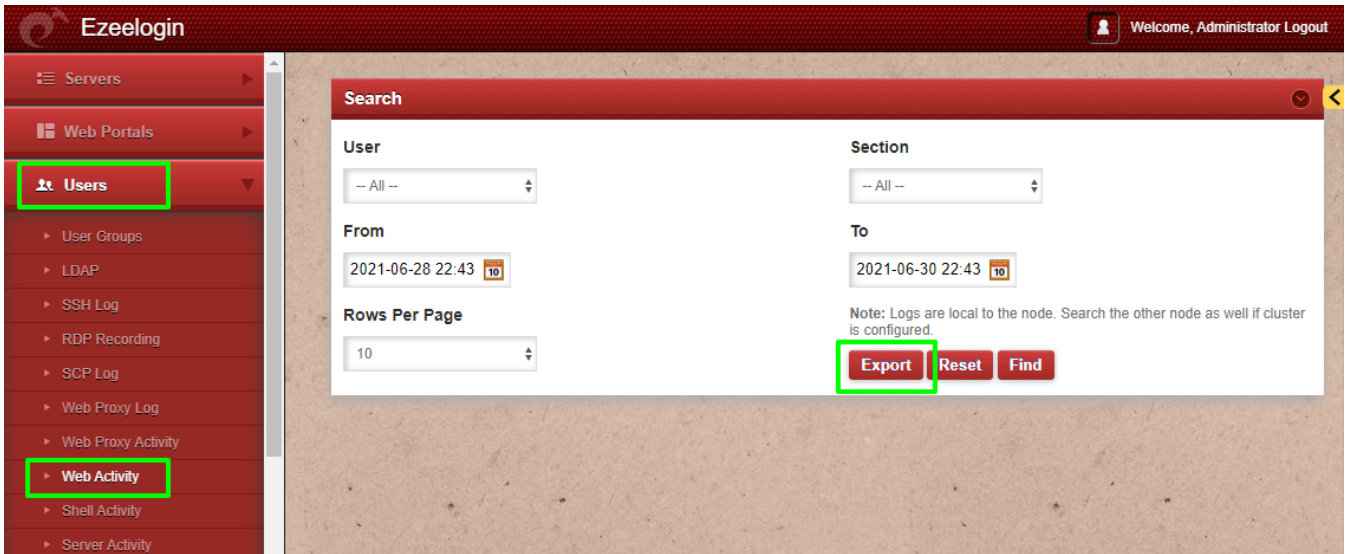 Ezeelogin
Welcome, Administrator Logout
Servers
Web Portals
Users
User Groups
LDAP
SSH Log
RDP Recording
SCP Log
Web Proxy Log
Web Proxy Activity
Web Activity
Shell Activity
Server Activity
Search
User
Section
-- All --
-- All --
From
To
2021-06-28 22:43
10
2021-06-30 22:43
10
Rows Per Page
10
Note: Logs are local to the node. Search the other node as well if cluster
is configured.
Export
Reset
Find